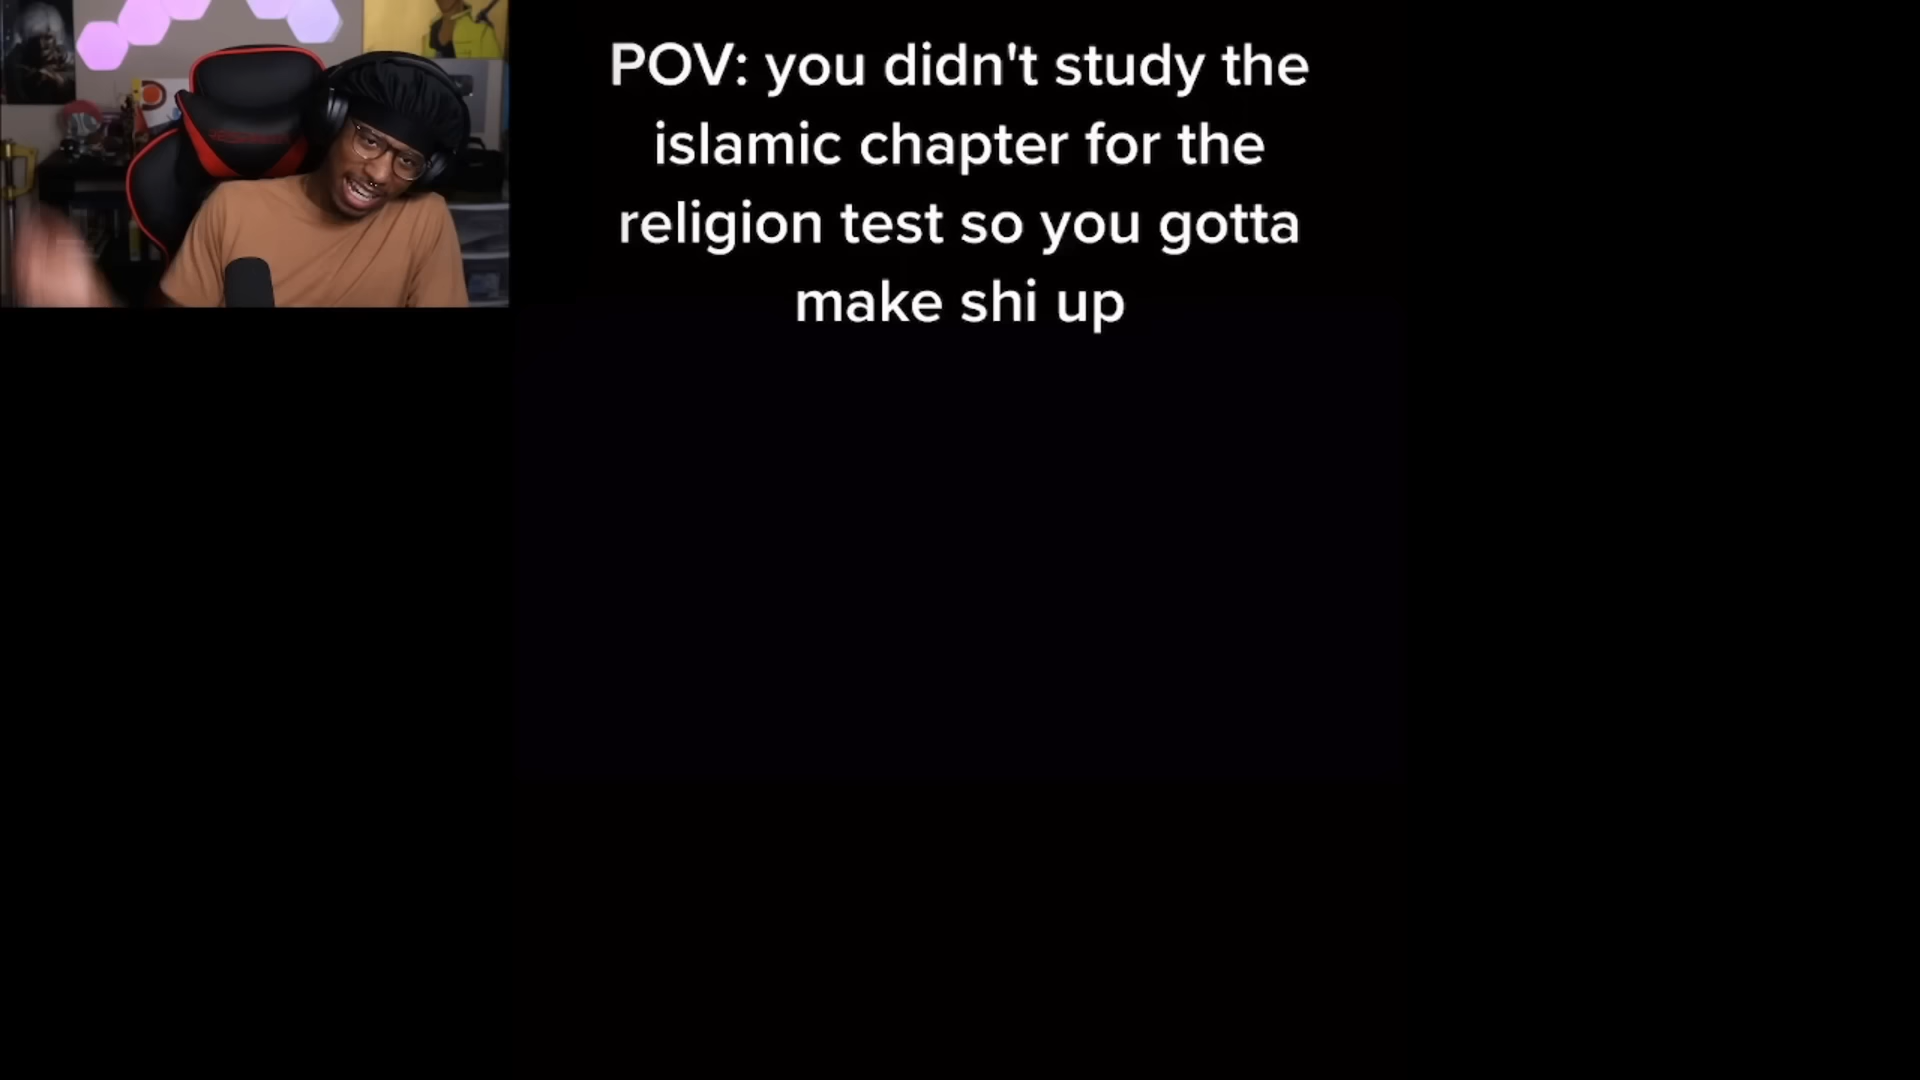 POV: you didn't study the
islamic chapter for the
religion test so you gotta
make shi up